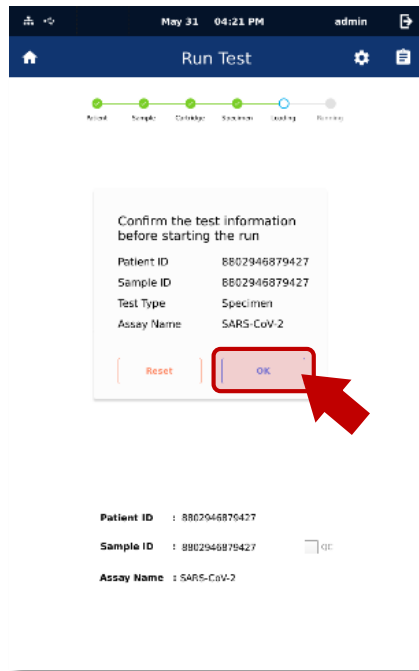 May 31 04:21 PM admin
Run Test
Patient Sample Cartridge Specimen Loading Running
Confirm the test information
before starting the run
Patient ID 8802946879427
Sample ID 8802946879427
Test Type Specimen
Assay Name SARS-CoV-2
Reset OK
Patient ID : 8802946879427
Sample ID : 8802946879427 QC
Assay Name : SARS-CoV-2